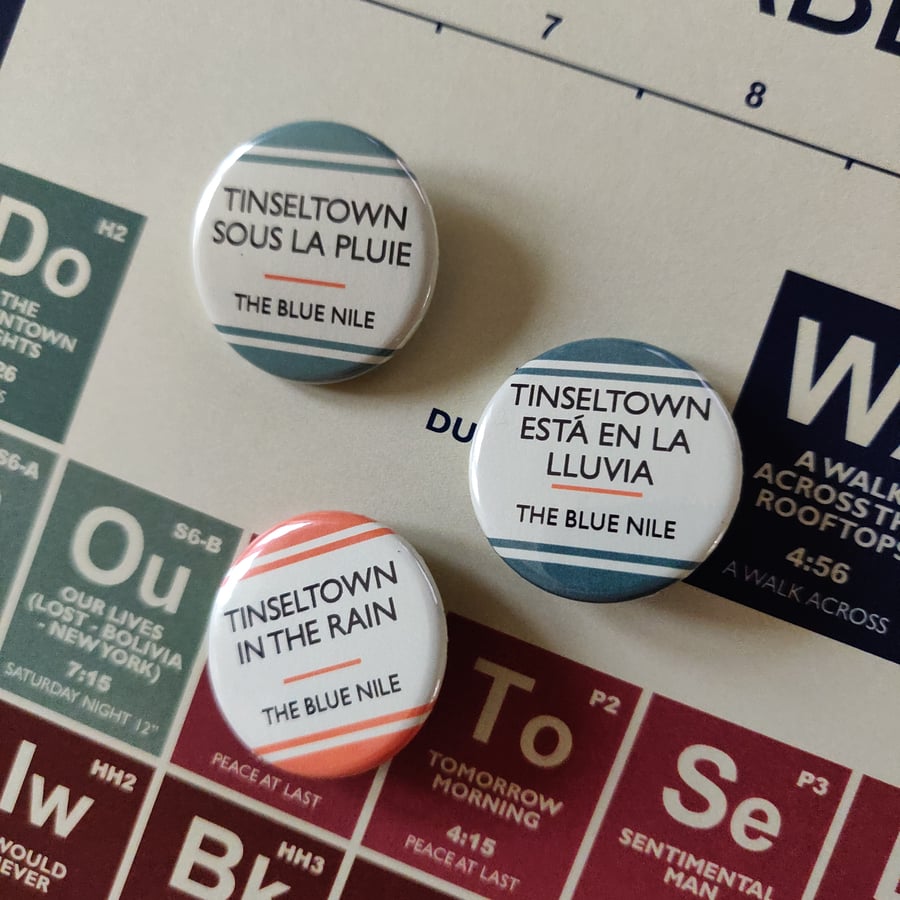 7
8
TINSELTOWN
SOUS LA PLUIE
THE BLUE NILE
TINSELTOWN
ESTÁ EN LA
LLUVIA
THE BLUE NILE
TINSELTOWN
IN THE RAIN
THE BLUE NILE
Do
H2
THE
GHTS
S6-A
Ou
S6-B
OUR LIVES
(LOST - BOLIVIA
- NEW YORK)
7:15
SATURDAY NIGHT 12"
DU
W
A WALK
ACROSS TH
ROOFTOPS
4:56
A WALK ACROSS
PEACE AT LAST
To
P2
TOMORROW
MORNING
4:15
PEACE AT LAST
Se
P3
SENTIMENTAL
MAN
Iw
HH2
WOULD
EVER
Bk
HH3